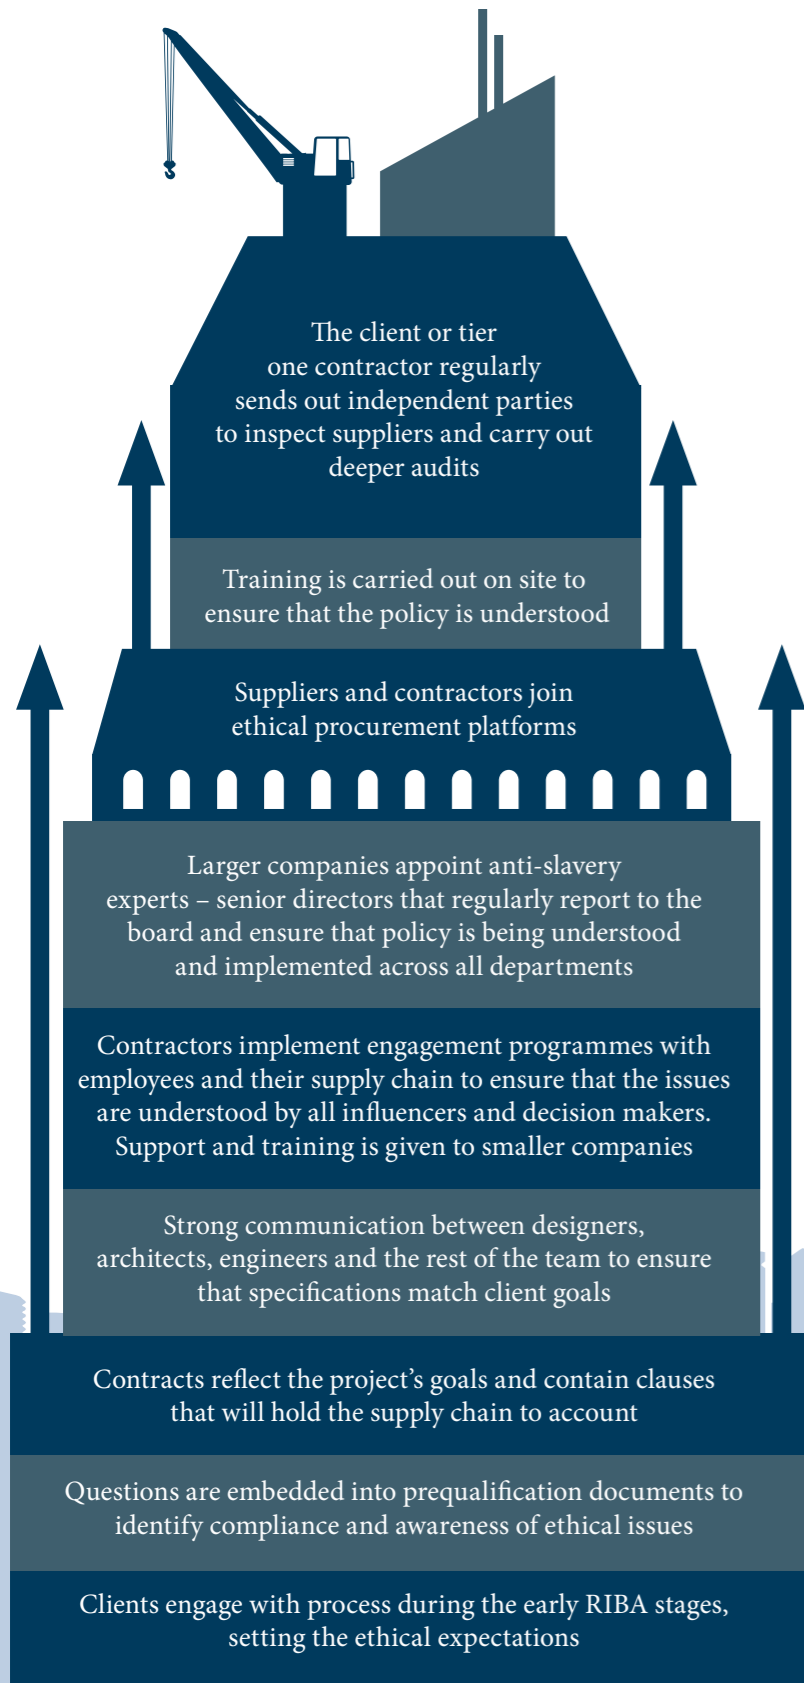 The client or tier
one contractor regularly
sends out independent parties
to inspect suppliers and carry out
deeper audits
Training is carried out on site to
ensure that the policy is understood
Suppliers and contractors join
ethical procurement platforms
Larger companies appoint anti-slavery
experts – senior directors that regularly report to the
board and ensure that policy is being understood
and implemented across all departments
Contractors implement engagement programmes with
employees and their supply chain to ensure that the issues
are understood by all influencers and decision makers.
Support and training is given to smaller companies
Strong communication between designers,
architects, engineers and the rest of the team to ensure
that specifications match client goals
Contracts reflect the project’s goals and contain clauses
that will hold the supply chain to account
Questions are embedded into prequalification documents to
identify compliance and awareness of ethical issues
Clients engage with process during the early RIBA stages,
setting the ethical expectations